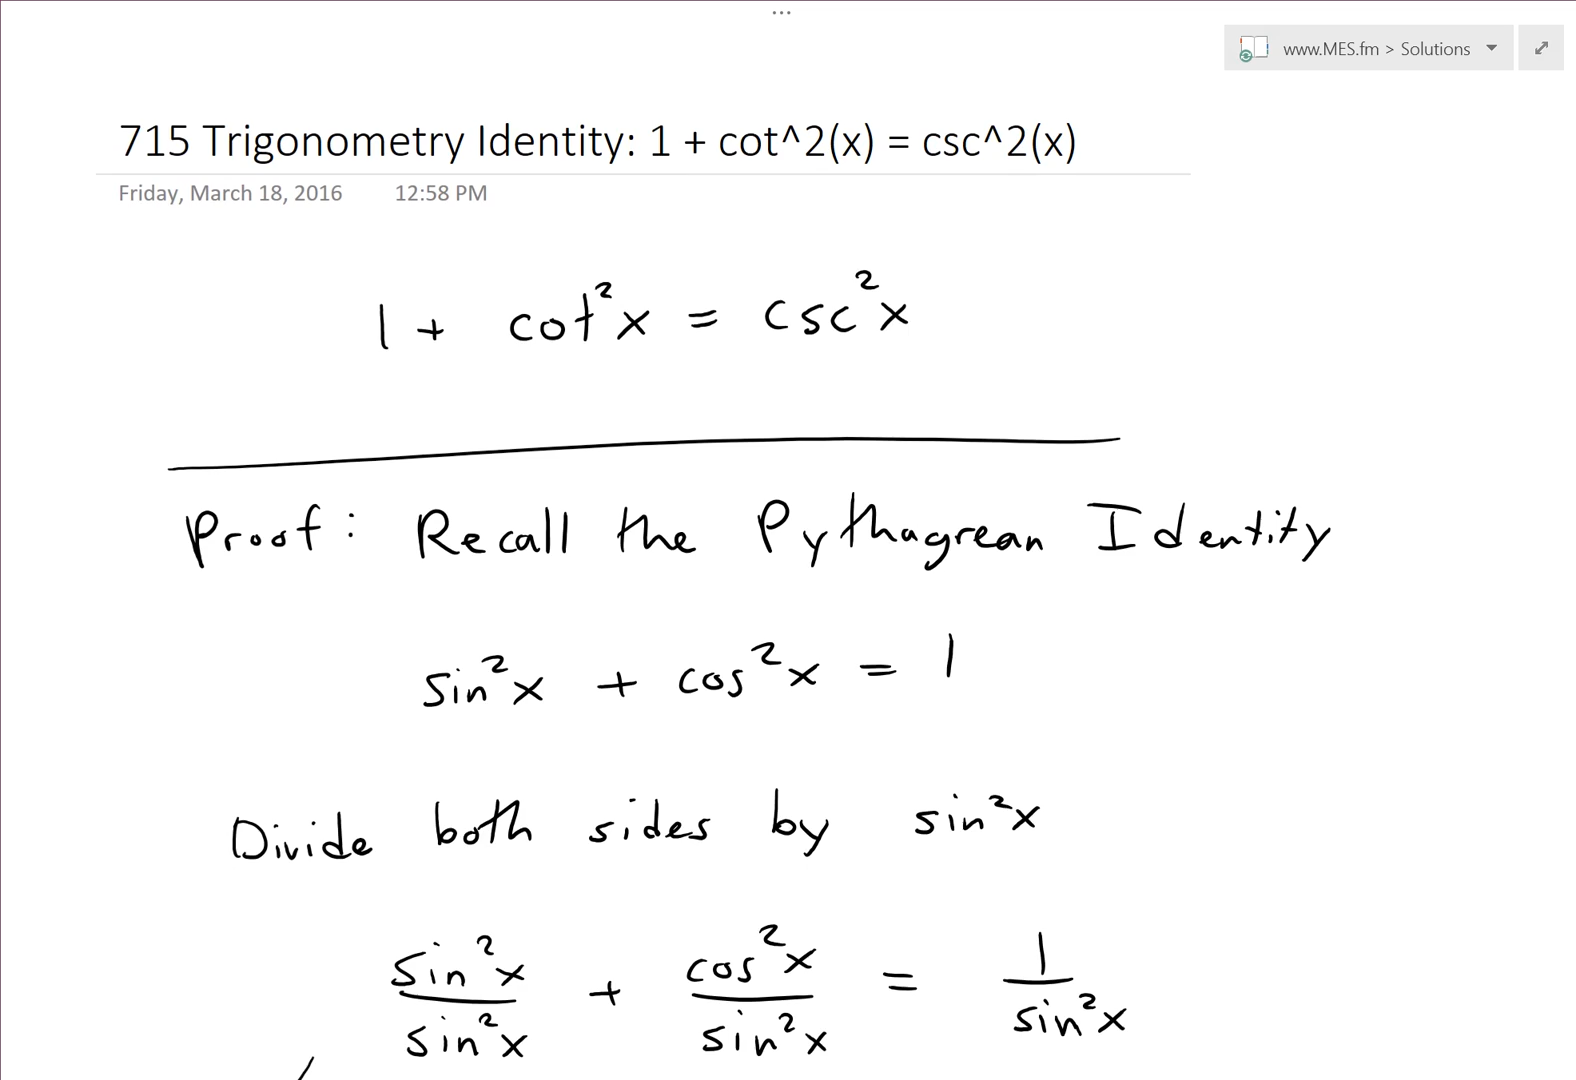 ...
www.MES.fm > Solutions
715 Trigonometry Identity: 1 + cot^2(x) = csc^2(x)
Friday, March 18, 2016 12:58 PM
1 + cot²x = csc²x
Proof: Recall the Pythagrean Identity
sin²x + cos²x = 1
Divide both sides by sin²x
sin²x/sin²x + cos²x/sin²x = 1/sin²x